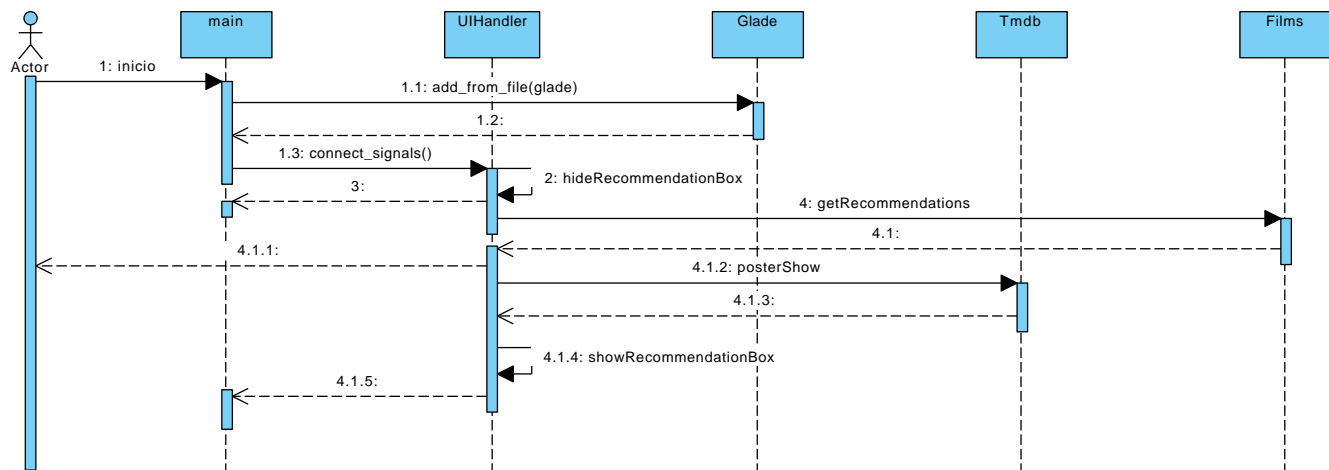 main
UIHandler
Glade
Tmdb
Films
Actor
1: inicio
1.1: add_from_file(glade)
1.2:
1.3: connect_signals()
2: hideRecommendationBox
3:
4: getRecommendations
4.1:
4.1.1:
4.1.2: posterShow
4.1.3:
4.1.4: showRecommendationBox
4.1.5: